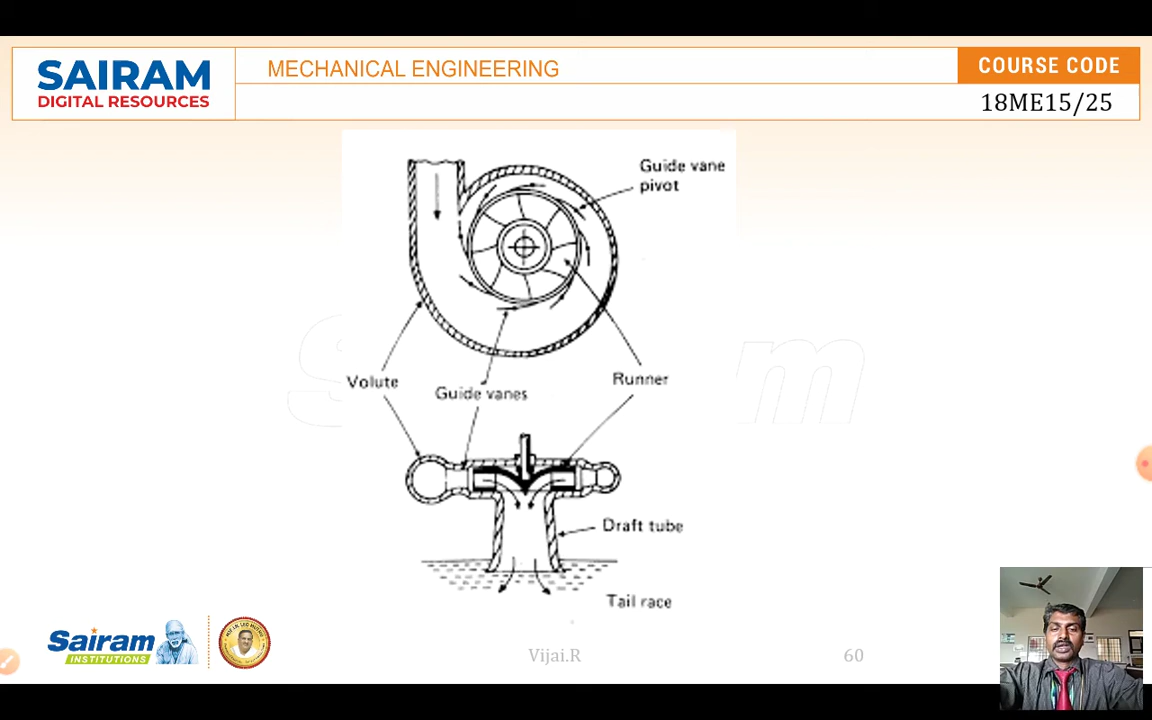 SAIRAM
DIGITAL RESOURCES
MECHANICAL ENGINEERING
COURSE CODE
18ME15/25
Guide vane
pivot
Volute
Guide vanes
Runner
Draft tube
Tail race
Sairam
INSTITUTIONS
Vijai.R
60